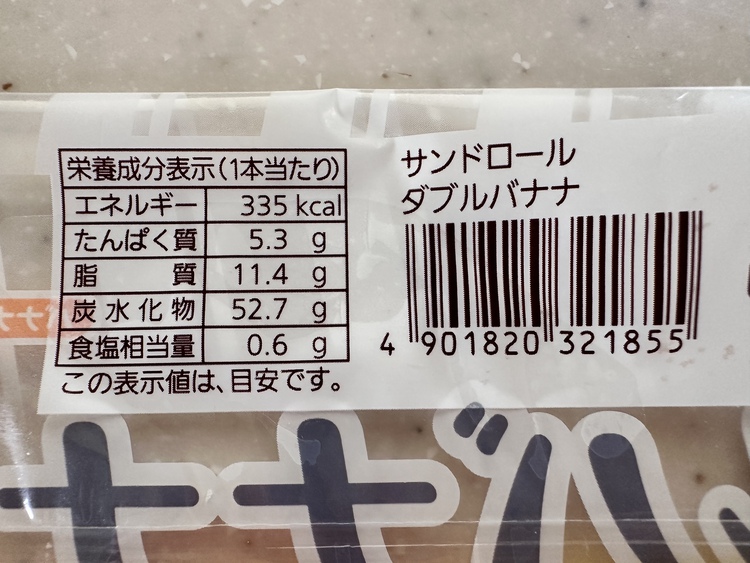 栄養成分表示(1本当たり)
エネルギー 335 kcal
たんぱく質 5.3 g
脂質 11.4 g
炭水化物 52.7 g
食塩相当量 0.6 g
この表示値は、目安です。
サンドロール
ダブルバナナ
4 901820 321855
バナナ